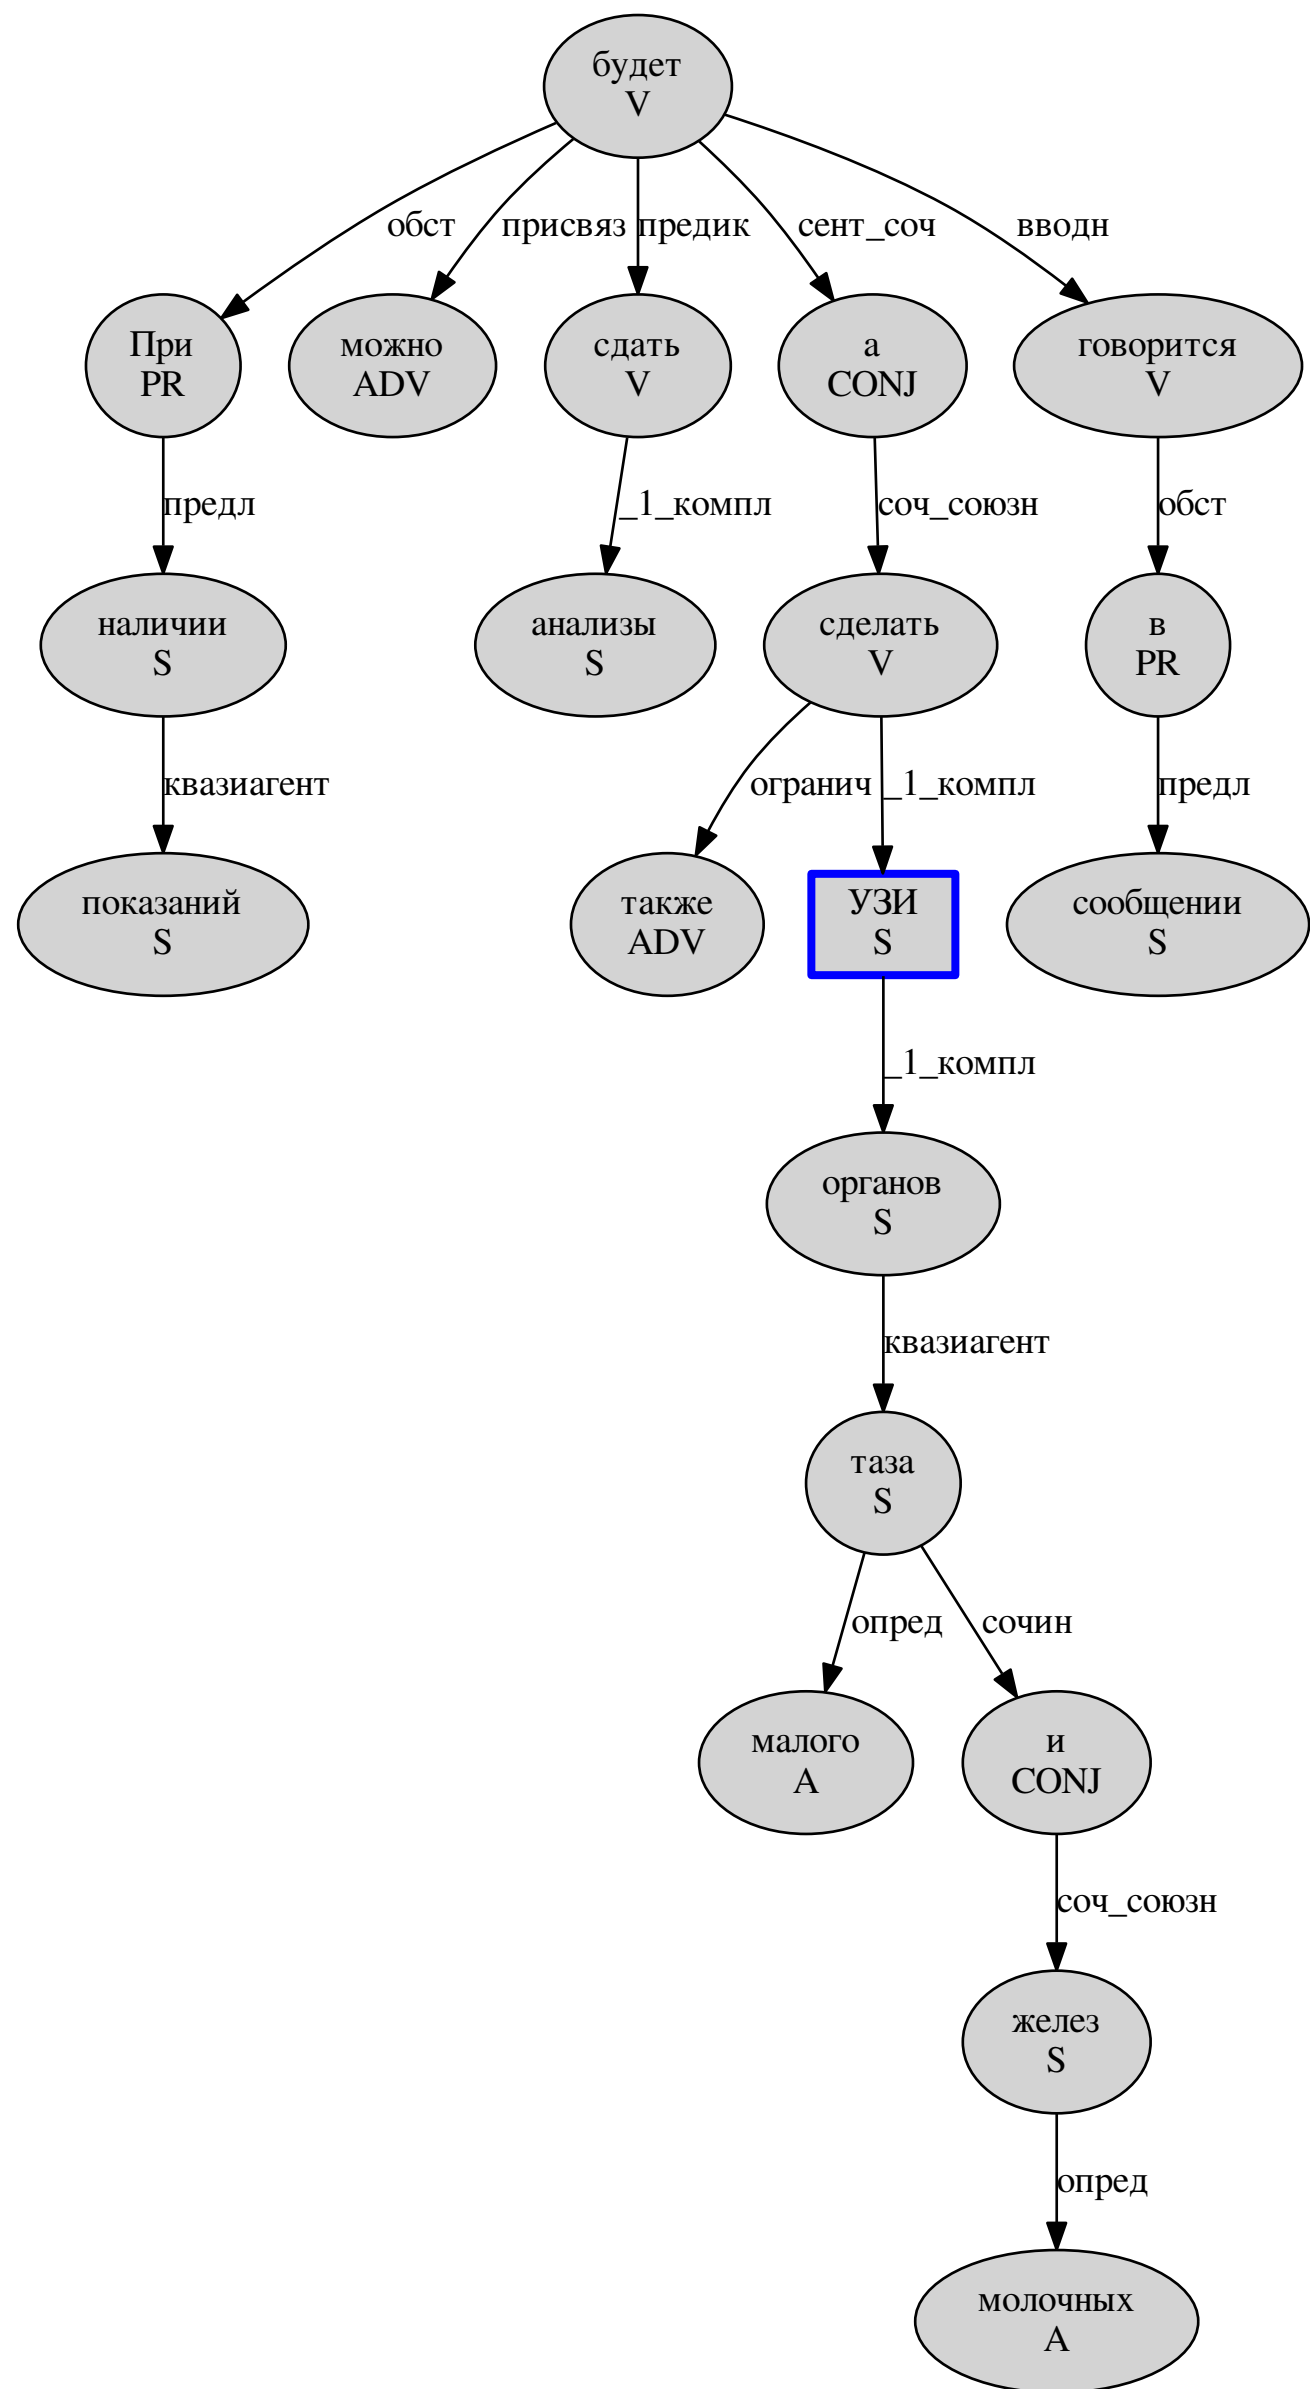 будет
V
обст
присвяз
предик
сент_соч
вводн
При
PR
можно
ADV
сдать
V
а
CONJ
говорится
V
предл
_1_компл
соч_союзн
обст
наличии
S
анализы
S
сделать
V
в
PR
квазиагент
огранич
_1_компл
предл
показаний
S
также
ADV
УЗИ
S
сообщении
S
_1_компл
органов
S
квазиагент
таза
S
опред
сочин
малого
A
и
CONJ
соч_союзн
желез
S
опред
молочных
A